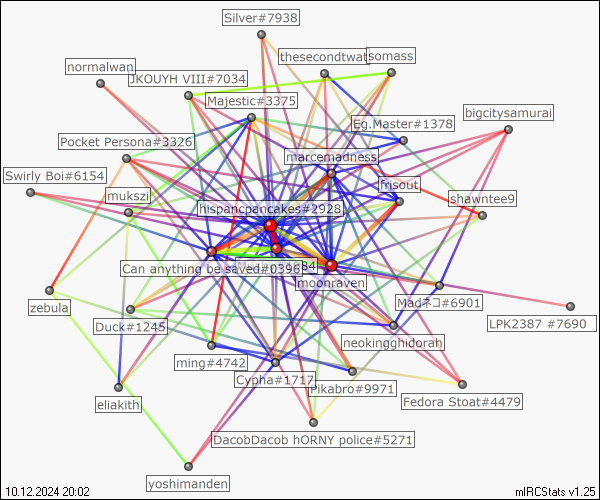 Silver#7938
thesecondtwat
somass
normalwan
JKOUYH VIII#7034
Majestic#3375
bigcitysamurai
Eg.Master#1378
Pocket Persona#3326
marcemadness
Swirly Boi#6154
frisout
mukszi
shawntee9
hispancpancakes#2928
Can anything be saved#0396
84
moonraven
zebula
Madネコ#6901
Duck#1245
LPK2387 #7690
neokingghidorah
ming#4742
Cypha#1717
Pikabro#9971
Fedora Stoat#4479
eliakith
DacobDacob hORNY police#5271
yoshimanden
10.12.2024 20:02
mIRCStats v1.25